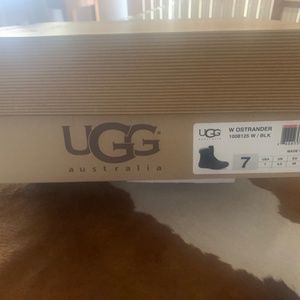 UGG
australia
UGG
W OSTRANDER
1008125 W / BLK
7